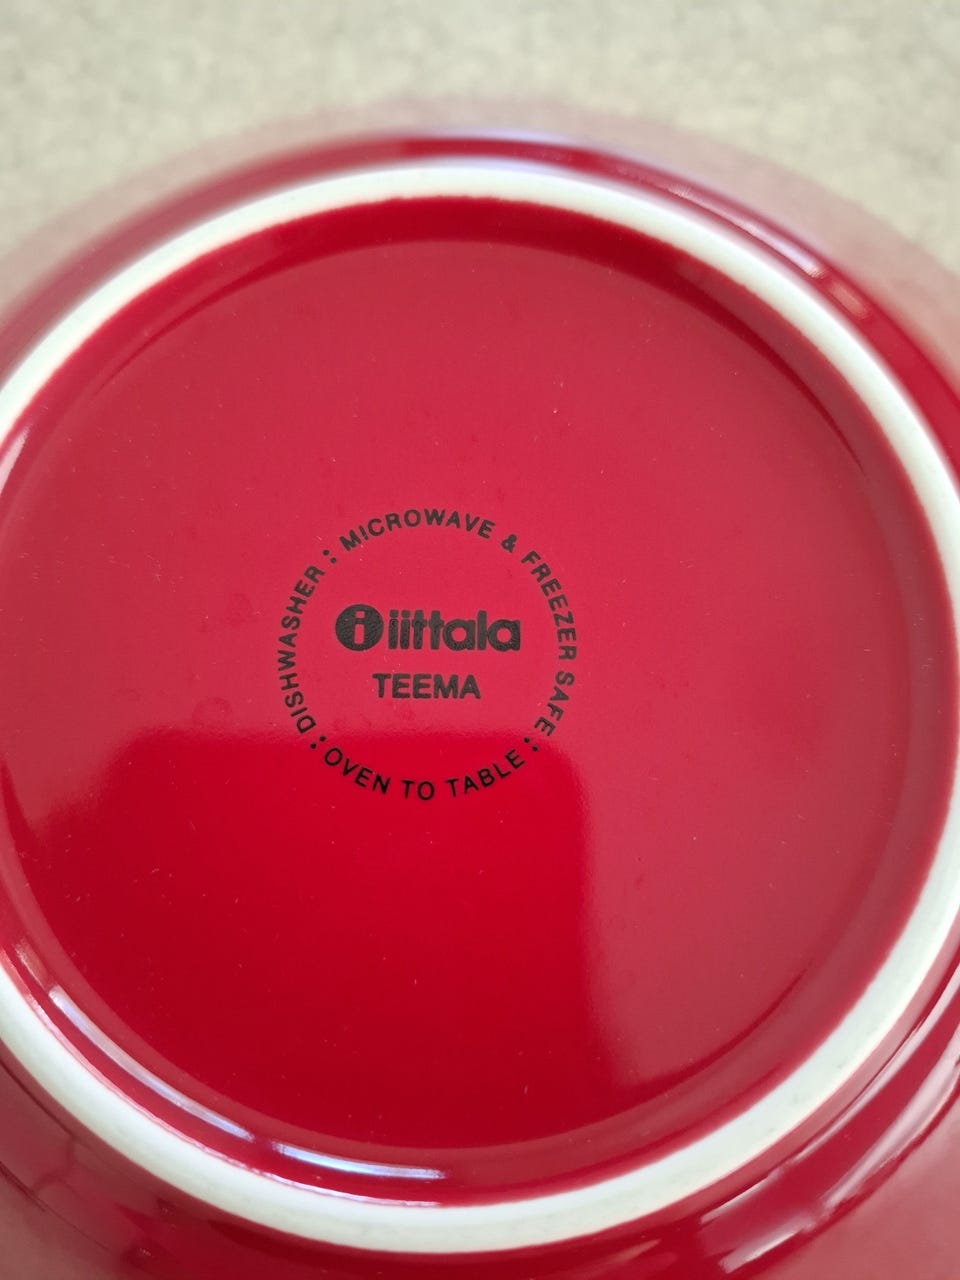 MICROWAVE & FREEZER SAFE :
OVEN TO TABLE :
DISHWASHER :
i iittala
TEEMA